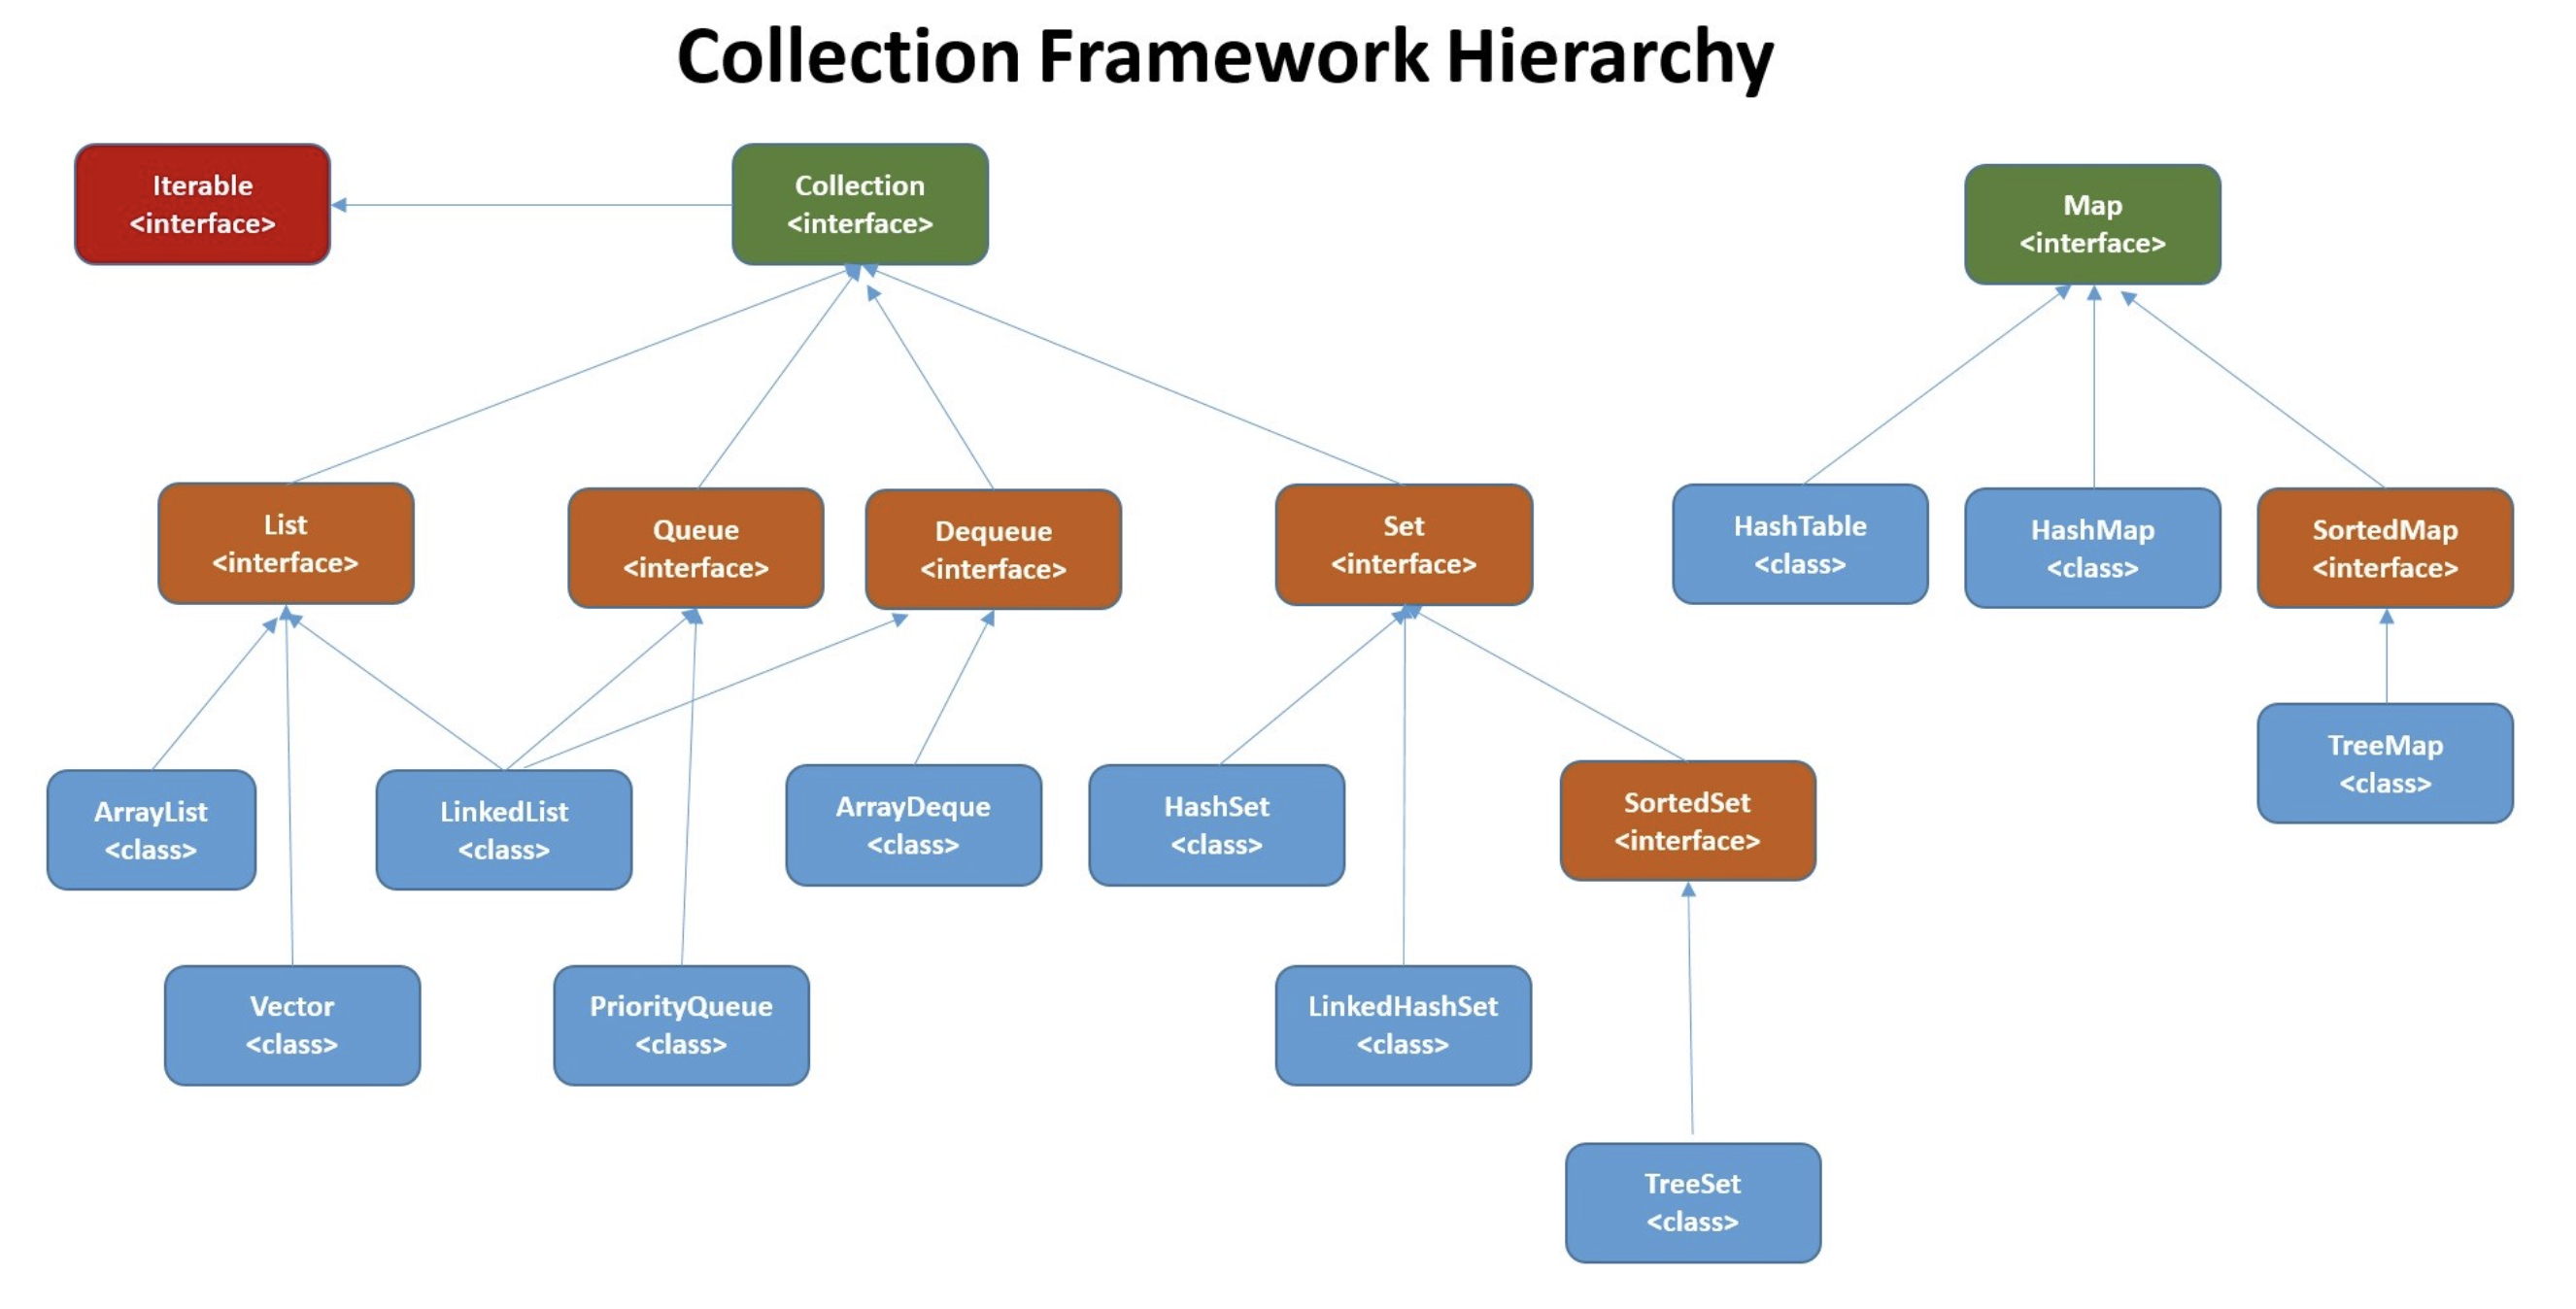 Collection Framework Hierarchy
Iterable
<interface>
Collection
<interface>
Map
<interface>
List
<interface>
Queue
<interface>
Dequeue
<interface>
Set
<interface>
HashTable
<class>
HashMap
<class>
SortedMap
<interface>
ArrayList
<class>
LinkedList
<class>
ArrayDeque
<class>
HashSet
<class>
SortedSet
<interface>
TreeMap
<class>
Vector
<class>
PriorityQueue
<class>
LinkedHashSet
<class>
TreeSet
<class>